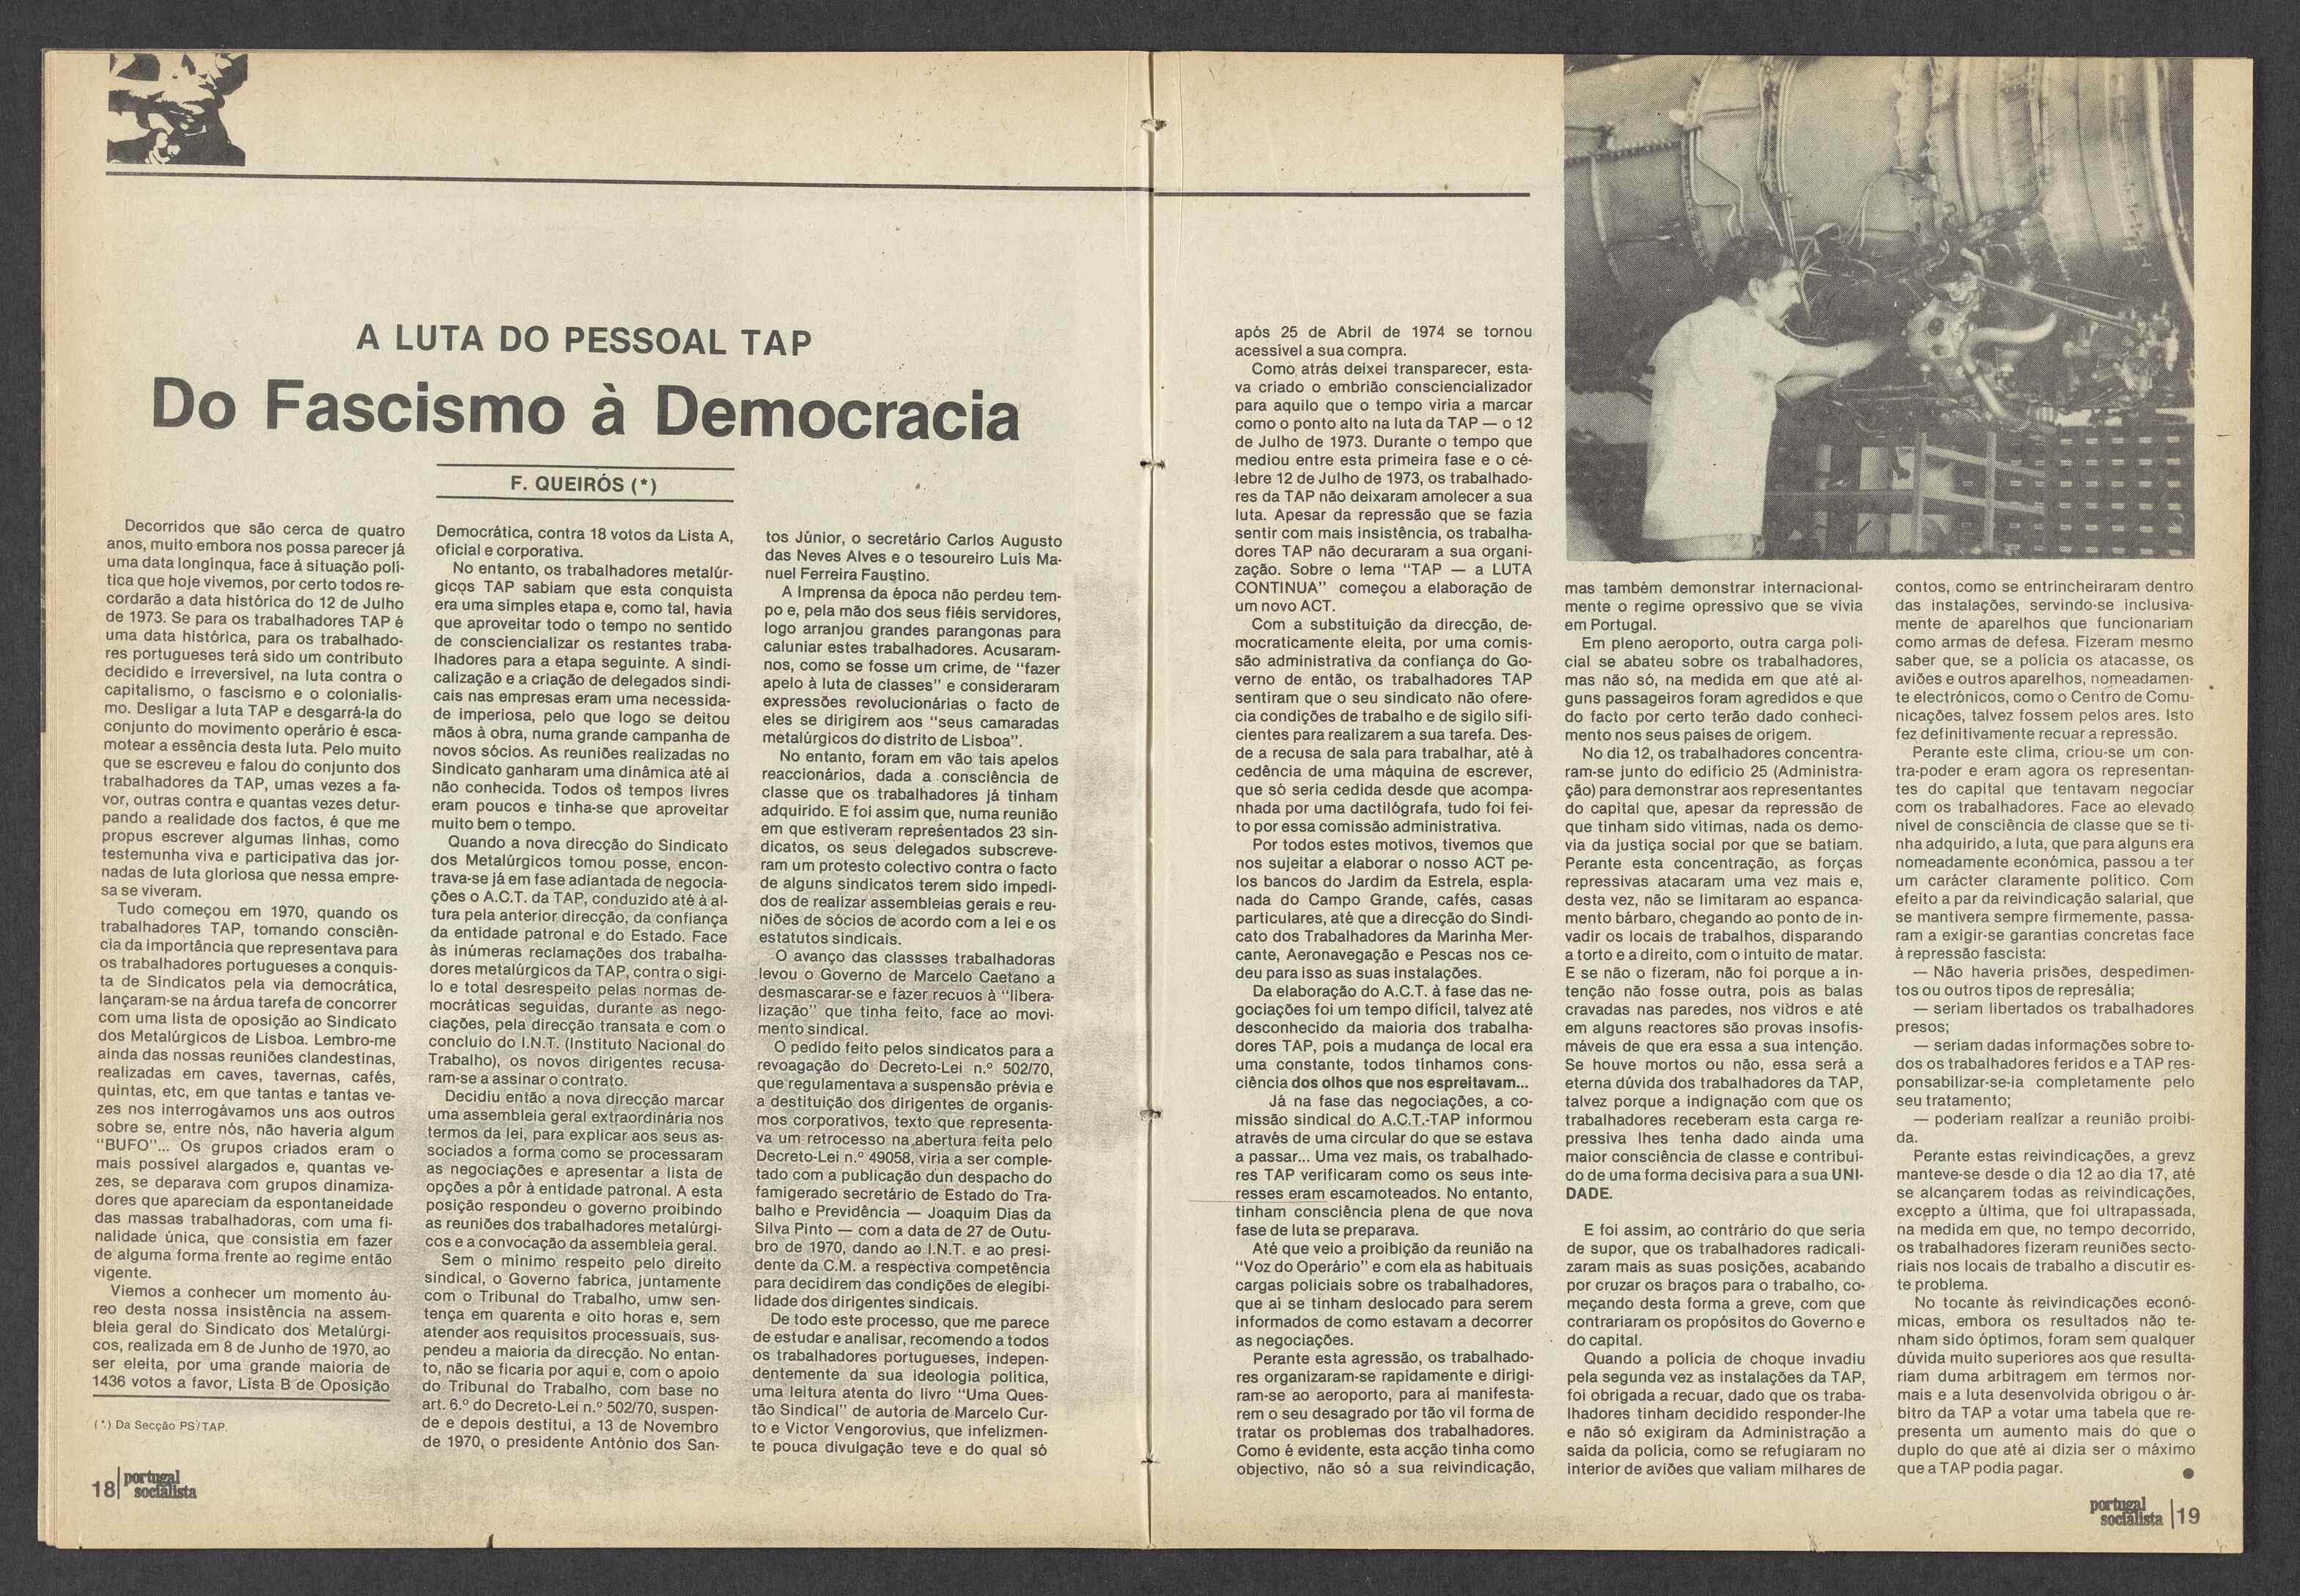 A LUTA DO PESSOAL TAP
Do Fascismo à Democracia
F. QUEIRÓS (*)
Decorridos que são cerca de quatro
anos, muito embora nos possa parecer já
uma data longínqua, face à situação polí-
tica que hoje vivemos, por certo todos re-
cordarão a data histórica do 12 de Julho
de 1973. Se para os trabalhadores TAP é
uma data histórica, para os trabalhado-
res portugueses terá sido um contributo
decidido e irreversível, na luta contra o
capitalismo, o fascismo e o colonialis-
mo. Desligar a luta TAP e desgarrá-la do
conjunto do movimento operário é esca-
motear a essência desta luta. Pelo muito
que se escreveu e falou do conjunto dos
trabalhadores da TAP, umas vezes a fa-
vor, outras contra e quantas vezes detur-
pando a realidade dos factos, é que me
propus escrever algumas linhas, como
testemunha viva e participativa das jor-
nadas de luta gloriosa que nessa empre-
sa se viveram.
Tudo começou em 1970, quando os
trabalhadores TAP, tomando consciên-
cia da importância que representava para
os trabalhadores portugueses a conquis-
ta de Sindicatos pela via democrática,
lançaram-se na árdua tarefa de concorrer
com uma lista de oposição ao Sindicato
dos Metalúrgicos de Lisboa. Lembro-me
ainda das nossas reuniões clandestinas,
realizadas em caves, tavernas, cafés,
quintas, etc, em que tantas e tantas ve-
zes nos interrogávamos uns aos outros
sobre se, entre nós, não haveria algum
"BUFO"... Os grupos criados eram o
mais possível alargados e, quantas ve-
zes, se deparava com grupos dinamiza-
dores que apareciam da espontaneidade
das massas trabalhadoras, com uma fi-
nalidade única, que consistia em fazer
de alguma forma frente ao regime então
vigente.
Viemos a conhecer um momento áu-
reo desta nossa insistência na assem-
bleia geral do Sindicato dos Metalúrgi-
cos, realizada em 8 de Junho de 1970, ao
ser eleita, por uma grande maioria de
1436 votos a favor, Lista B de Oposição
(*) Da Secção PS/TAP.
18 portugal
socialista
Democrática, contra 18 votos da Lista A,
oficial e corporativa.
No entanto, os trabalhadores metalúr-
gicos TAP sabiam que esta conquista
era uma simples etapa e, como tal, havia
que aproveitar todo o tempo no sentido
de consciencializar os restantes traba-
lhadores para a etapa seguinte. A sindi-
calização e a criação de delegados sindi-
cais nas empresas eram uma necessida-
de imperiosa, pelo que logo se deitou
mãos à obra, numa grande campanha de
novos sócios. As reuniões realizadas no
Sindicato ganharam uma dinâmica até aí
não conhecida. Todos os tempos livres
eram poucos e tinha-se que aproveitar
muito bem o tempo.
Quando a nova direcção do Sindicato
dos Metalúrgicos tomou posse, encon-
trava-se já em fase adiantada de negocia-
ções o A.C.T. da TAP, conduzido até à al-
tura pela anterior direcção, da confiança
da entidade patronal e do Estado. Face
às inúmeras reclamações dos trabalha-
dores metalúrgicos da TAP, contra o sigi-
lo e total desrespeito pelas normas de-
mocráticas seguidas, durante as nego-
ciações, pela direcção transata e com o
concluio do I.N.T. (Instituto Nacional do
Trabalho), os novos dirigentes recusa-
ram-se a assinar o contrato.
Decidiu então a nova direcção marcar
uma assembleia geral extraordinária nos
termos da lei, para explicar aos seus as-
sociados a forma como se processaram
as negociações e apresentar a lista de
opções a pôr à entidade patronal. A esta
posição respondeu o governo proibindo
as reuniões dos trabalhadores metalúrgi-
cos e a convocação da assembleia geral.
Sem o mínimo respeito pelo direito
sindical, o Governo fabrica, juntamente
com o Tribunal do Trabalho, umw sen-
tença em quarenta e oito horas e, sem
atender aos requisitos processuais, sus-
pendeu a maioria da direcção. No entan-
to, não se ficaria por aqui e, com o apoio
do Tribunal do Trabalho, com base no
art. 6.º do Decreto-Lei n.º 502/70, suspen-
de e depois destitui, a 13 de Novembro
de 1970, o presidente António dos San-
tos Júnior, o secretário Carlos Augusto
das Neves Alves e o tesoureiro Luís Ma-
nuel Ferreira Faustino.
A Imprensa da época não perdeu tem-
po e, pela mão dos seus fiéis servidores,
logo arranjou grandes parangonas para
caluniar estes trabalhadores. Acusaram-
nos, como se fosse um crime, de "fazer
apelo à luta de classes" e consideraram
expressões revolucionárias o facto de
eles se dirigirem aos "seus camaradas
metalúrgicos do distrito de Lisboa".
No entanto, foram em vão tais apelos
reaccionários, dada a consciência de
classe que os trabalhadores já tinham
adquirido. E foi assim que, numa reunião
em que estiveram representados 23 sin-
dicatos, os seus delegados subscreve-
ram um protesto colectivo contra o facto
de alguns sindicatos terem sido impedi-
dos de realizar assembleias gerais e reu-
niões de sócios de acordo com a lei e os
estatutos sindicais.
O avanço das classses trabalhadoras
levou o Governo de Marcelo Caetano a
desmascarar-se e fazer recuos à "libera-
lização" que tinha feito, face ao movi-
mento sindical.
O pedido feito pelos sindicatos para a
revoagação do Decreto-Lei n.º 502/70,
que regulamentava a suspensão prévia e
a destituição dos dirigentes de organis-
mos corporativos, texto que representa-
va um retrocesso na abertura feita pelo
Decreto-Lei n.º 49058, viria a ser comple-
tado com a publicação dun despacho do
famigerado secretário de Estado do Tra-
balho e Previdência — Joaquim Dias da
Silva Pinto — com a data de 27 de Outu-
bro de 1970, dando ao I.N.T. e ao presi-
dente da C.M. a respectiva competência
para decidirem das condições de elegibi-
lidade dos dirigentes sindicais.
De todo este processo, que me parece
de estudar e analisar, recomendo a todos
os trabalhadores portugueses, indepen-
dentemente da sua ideologia política,
uma leitura atenta do livro "Uma Ques-
tão Sindical" de autoria de Marcelo Cur-
to e Victor Vengorovius, que infelizmen-
te pouca divulgação teve e do qual só
após 25 de Abril de 1974 se tornou
acessível a sua compra.
Como atrás deixei transparecer, esta-
va criado o embrião consciencializador
para aquilo que o tempo viria a marcar
como o ponto alto na luta da TAP — o 12
de Julho de 1973. Durante o tempo que
mediou entre esta primeira fase e o cé-
lebre 12 de Julho de 1973, os trabalhado-
res da TAP não deixaram amolecer a sua
luta. Apesar da repressão que se fazia
sentir com mais insistência, os trabalha-
dores TAP não decuraram a sua organi-
zação. Sobre o lema "TAP — a LUTA
CONTINUA" começou a elaboração de
um novo ACT.
Com a substituição da direcção, de-
mocraticamente eleita, por uma comis-
são administrativa da confiança do Go-
verno de então, os trabalhadores TAP
sentiram que o seu sindicato não ofere-
cia condições de trabalho e de sigilo sifi-
cientes para realizarem a sua tarefa. Des-
de a recusa de sala para trabalhar, até à
cedência de uma máquina de escrever,
que só seria cedida desde que acompa-
nhada por uma dactilógrafa, tudo foi fei-
to por essa comissão administrativa.
Por todos estes motivos, tivemos que
nos sujeitar a elaborar o nosso ACT pe-
los bancos do Jardim da Estrela, espla-
nada do Campo Grande, cafés, casas
particulares, até que a direcção do Sindi-
cato dos Trabalhadores da Marinha Mer-
cante, Aeronavegação e Pescas nos ce-
deu para isso as suas instalações.
Da elaboração do A.C.T. à fase das ne-
gociações foi um tempo difícil, talvez até
desconhecido da maioria dos trabalha-
dores TAP, pois a mudança de local era
uma constante, todos tínhamos cons-
ciência dos olhos que nos espreitavam...
Já na fase das negociações, a co-
missão sindical do A.C.T.-TAP informou
através de uma circular do que se estava
a passar... Uma vez mais, os trabalhado-
res TAP verificaram como os seus inte-
resses eram escamoteados. No entanto,
tinham consciência plena de que nova
fase de luta se preparava.
Até que veio a proibição da reunião na
"Voz do Operário" e com ela as habituais
cargas policiais sobre os trabalhadores,
que aí se tinham deslocado para serem
informados de como estavam a decorrer
as negociações.
Perante esta agressão, os trabalhado-
res organizaram-se rapidamente e dirigi-
ram-se ao aeroporto, para aí manifesta-
rem o seu desagrado por tão vil forma de
tratar os problemas dos trabalhadores.
Como é evidente, esta acção tinha como
objectivo, não só a sua reivindicação,
mas também demonstrar internacional-
mente o regime opressivo que se vivia
em Portugal.
Em pleno aeroporto, outra carga poli-
cial se abateu sobre os trabalhadores,
mas não só, na medida em que até al-
guns passageiros foram agredidos e que
do facto por certo terão dado conheci-
mento nos seus países de origem.
No dia 12, os trabalhadores concentra-
ram-se junto do edifício 25 (Administra-
ção) para demonstrar aos representantes
do capital que, apesar da repressão de
que tinham sido vítimas, nada os demo-
via da justiça social por que se batiam.
Perante esta concentração, as forças
repressivas atacaram uma vez mais e,
desta vez, não se limitaram ao espanca-
mento bárbaro, chegando ao ponto de in-
vadir os locais de trabalhos, disparando
a torto e a direito, com o intuito de matar.
E se não o fizeram, não foi porque a in-
tenção não fosse outra, pois as balas
cravadas nas paredes, nos vidros e até
em alguns reactores são provas insofis-
máveis de que era essa a sua intenção.
Se houve mortos ou não, essa será a
eterna dúvida dos trabalhadores da TAP,
talvez porque a indignação com que os
trabalhadores receberam esta carga re-
pressiva lhes tenha dado ainda uma
maior consciência de classe e contribuí-
do de uma forma decisiva para a sua UNI-
DADE.
E foi assim, ao contrário do que seria
de supor, que os trabalhadores radicali-
zaram mais as suas posições, acabando
por cruzar os braços para o trabalho, co-
meçando desta forma a greve, com que
contrariaram os propósitos do Governo e
do capital.
Quando a polícia de choque invadiu
pela segunda vez as instalações da TAP,
foi obrigada a recuar, dado que os traba-
lhadores tinham decidido responder-lhe
e não só exigiram da Administração a
saída da polícia, como se refugiaram no
interior de aviões que valiam milhares de
contos, como se entrincheiraram dentro
das instalações, servindo-se inclusiva-
mente de aparelhos que funcionariam
como armas de defesa. Fizeram mesmo
saber que, se a polícia os atacasse, os
aviões e outros aparelhos, nomeadamen-
te electrónicos, como o Centro de Comu-
nicações, talvez fossem pelos ares. Isto
fez definitivamente recuar a repressão.
Perante este clima, criou-se um con-
tra-poder e eram agora os representan-
tes do capital que tentavam negociar
com os trabalhadores. Face ao elevado
nível de consciência de classe que se ti-
nha adquirido, a luta, que para alguns era
nomeadamente económica, passou a ter
um carácter claramente político. Com
efeito a par da reivindicação salarial, que
se mantivera sempre firmemente, passa-
ram a exigir-se garantias concretas face
à repressão fascista:
— Não haveria prisões, despedimen-
tos ou outros tipos de represália;
— seriam libertados os trabalhadores
presos;
— seriam dadas informações sobre to-
dos os trabalhadores feridos e a TAP res-
ponsabilizar-se-ia completamente pelo
seu tratamento;
— poderiam realizar a reunião proibi-
da.
Perante estas reivindicações, a grevz
manteve-se desde o dia 12 ao dia 17, até
se alcançarem todas as reivindicações,
excepto a última, que foi ultrapassada,
na medida em que, no tempo decorrido,
os trabalhadores fizeram reuniões secto-
riais nos locais de trabalho a discutir es-
te problema.
No tocante às reivindicações econó-
micas, embora os resultados não te-
nham sido óptimos, foram sem qualquer
dúvida muito superiores aos que resulta-
riam duma arbitragem em termos nor-
mais e a luta desenvolvida obrigou o ár-
bitro da TAP a votar uma tabela que re-
presenta um aumento mais do que o
duplo do que até aí dizia ser o máximo
que a TAP podia pagar.
portugal
socialista 19